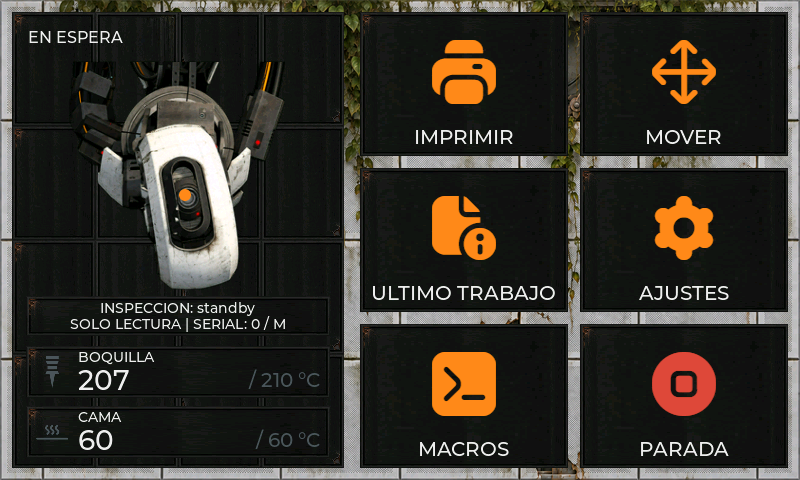 EN ESPERA
INSPECCION: standby
SOLO LECTURA | SERIAL: 0 / M
BOQUILLA
207 / 210 °C
CAMA
60 / 60 °C
IMPRIMIR
MOVER
ULTIMO TRABAJO
AJUSTES
MACROS
PARADA